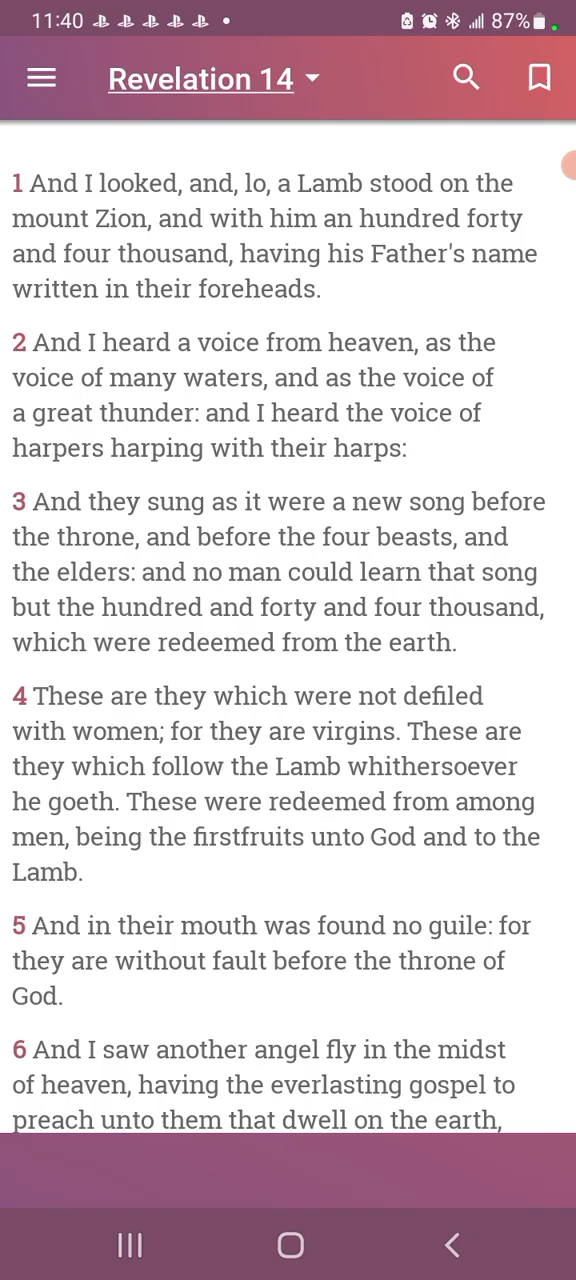 11:40
87%
Revelation 14
1 And I looked, and, lo, a Lamb stood on the
mount Zion, and with him an hundred forty
and four thousand, having his Father's name
written in their foreheads.
2 And I heard a voice from heaven, as the
voice of many waters, and as the voice of
a great thunder: and I heard the voice of
harpers harping with their harps:
3 And they sung as it were a new song before
the throne, and before the four beasts, and
the elders: and no man could learn that song
but the hundred and forty and four thousand,
which were redeemed from the earth.
4 These are they which were not defiled
with women; for they are virgins. These are
they which follow the Lamb whithersoever
he goeth. These were redeemed from among
men, being the firstfruits unto God and to the
Lamb.
5 And in their mouth was found no guile: for
they are without fault before the throne of
God.
6 And I saw another angel fly in the midst
of heaven, having the everlasting gospel to
preach unto them that dwell on the earth,